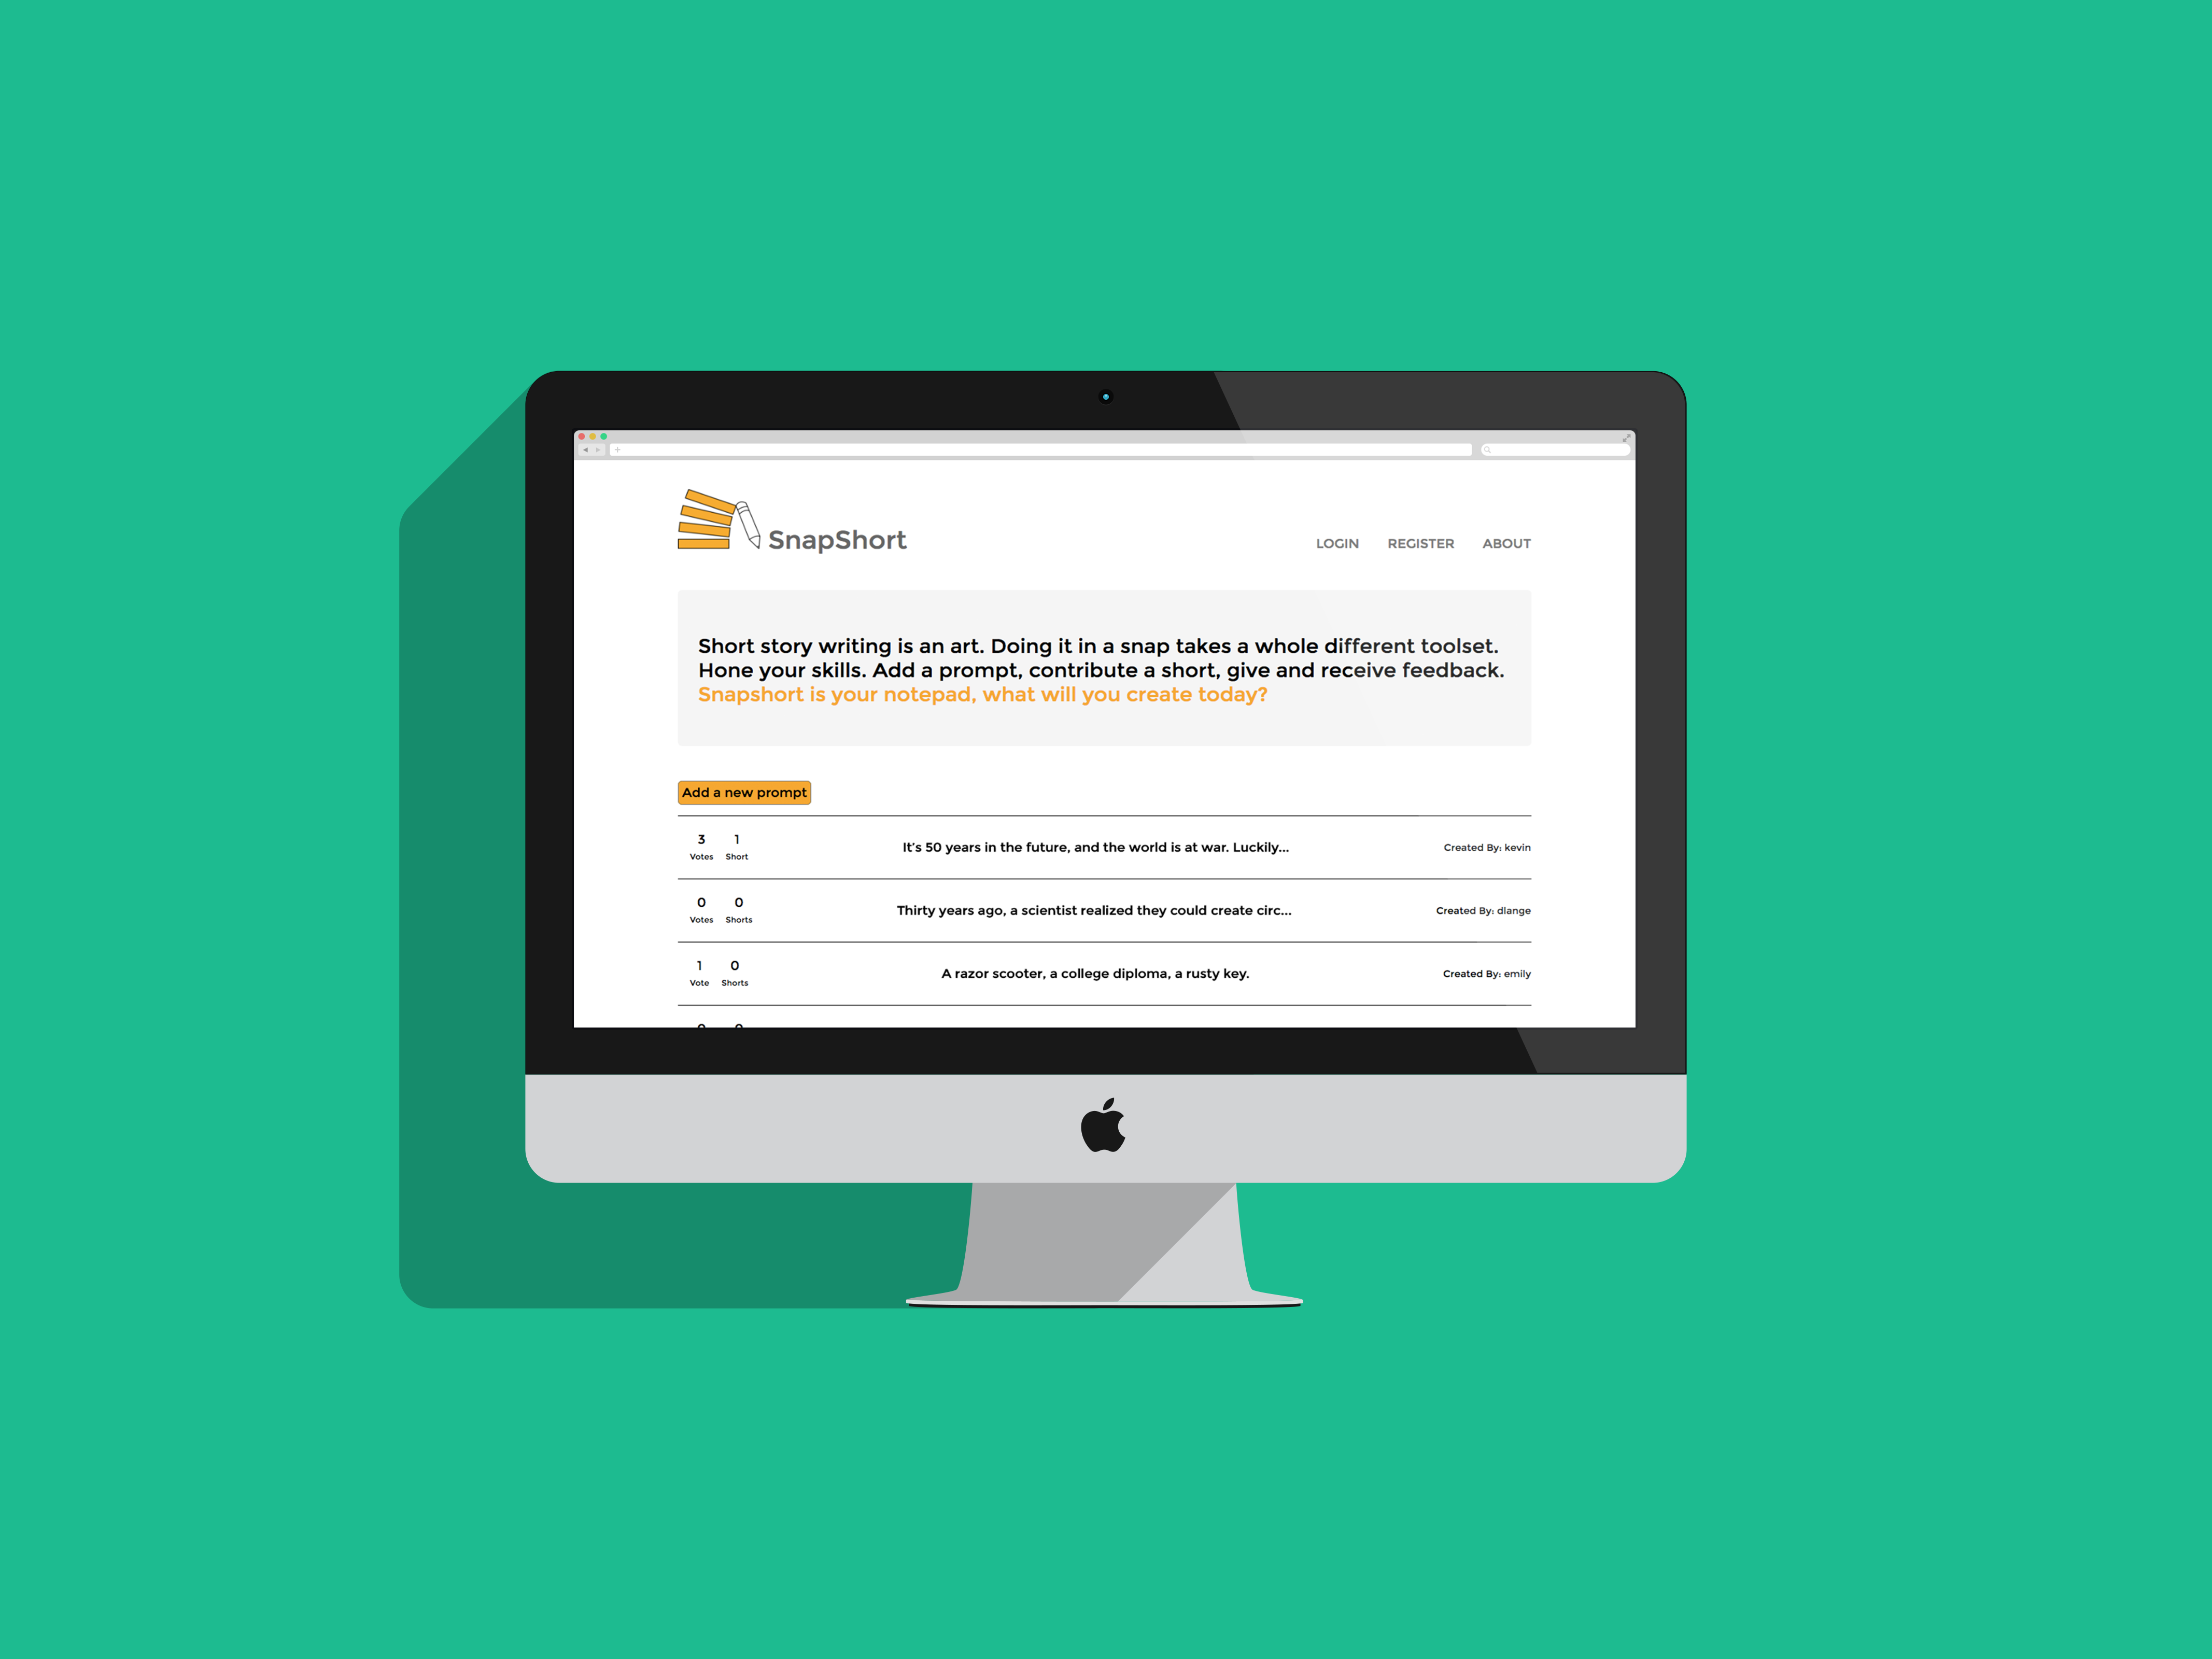 SnapShort
LOGIN REGISTER ABOUT
Short story writing is an art. Doing it in a snap takes a whole different toolset.
Hone your skills. Add a prompt, contribute a short, give and receive feedback.
Snapshort is your notepad, what will you create today?
Add a new prompt
3 1
Votes Short
It's 50 years in the future, and the world is at war. Luckily...
Created By: kevin
0 0
Votes Shorts
Thirty years ago, a scientist realized they could create circ...
Created By: dlange
1 0
Vote Shorts
A razor scooter, a college diploma, a rusty key.
Created By: emily